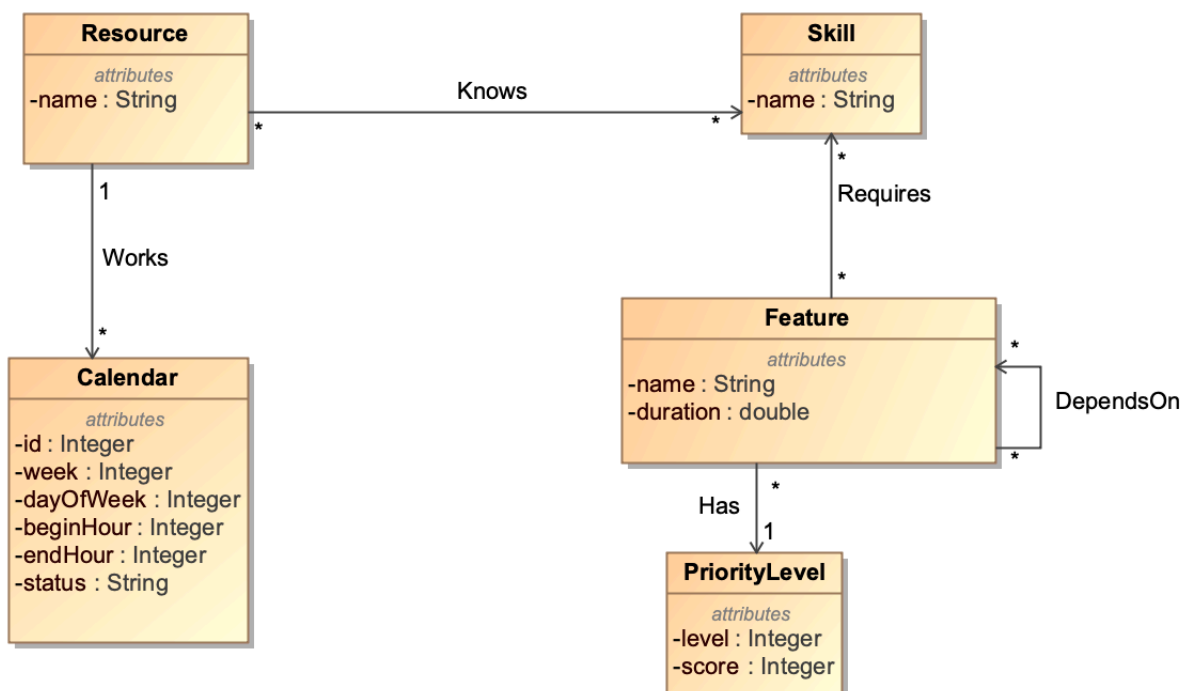 Resource
attributes
-name : String
Knows
*
*
Skill
attributes
-name : String
1
Works
*
*
Requires
*
Calendar
attributes
-id : Integer
-week : Integer
-dayOfWeek : Integer
-beginHour : Integer
-endHour : Integer
-status : String
Feature
attributes
-name : String
-duration : double
*
DependsOn
*
*
Has
1
PriorityLevel
attributes
-level : Integer
-score : Integer